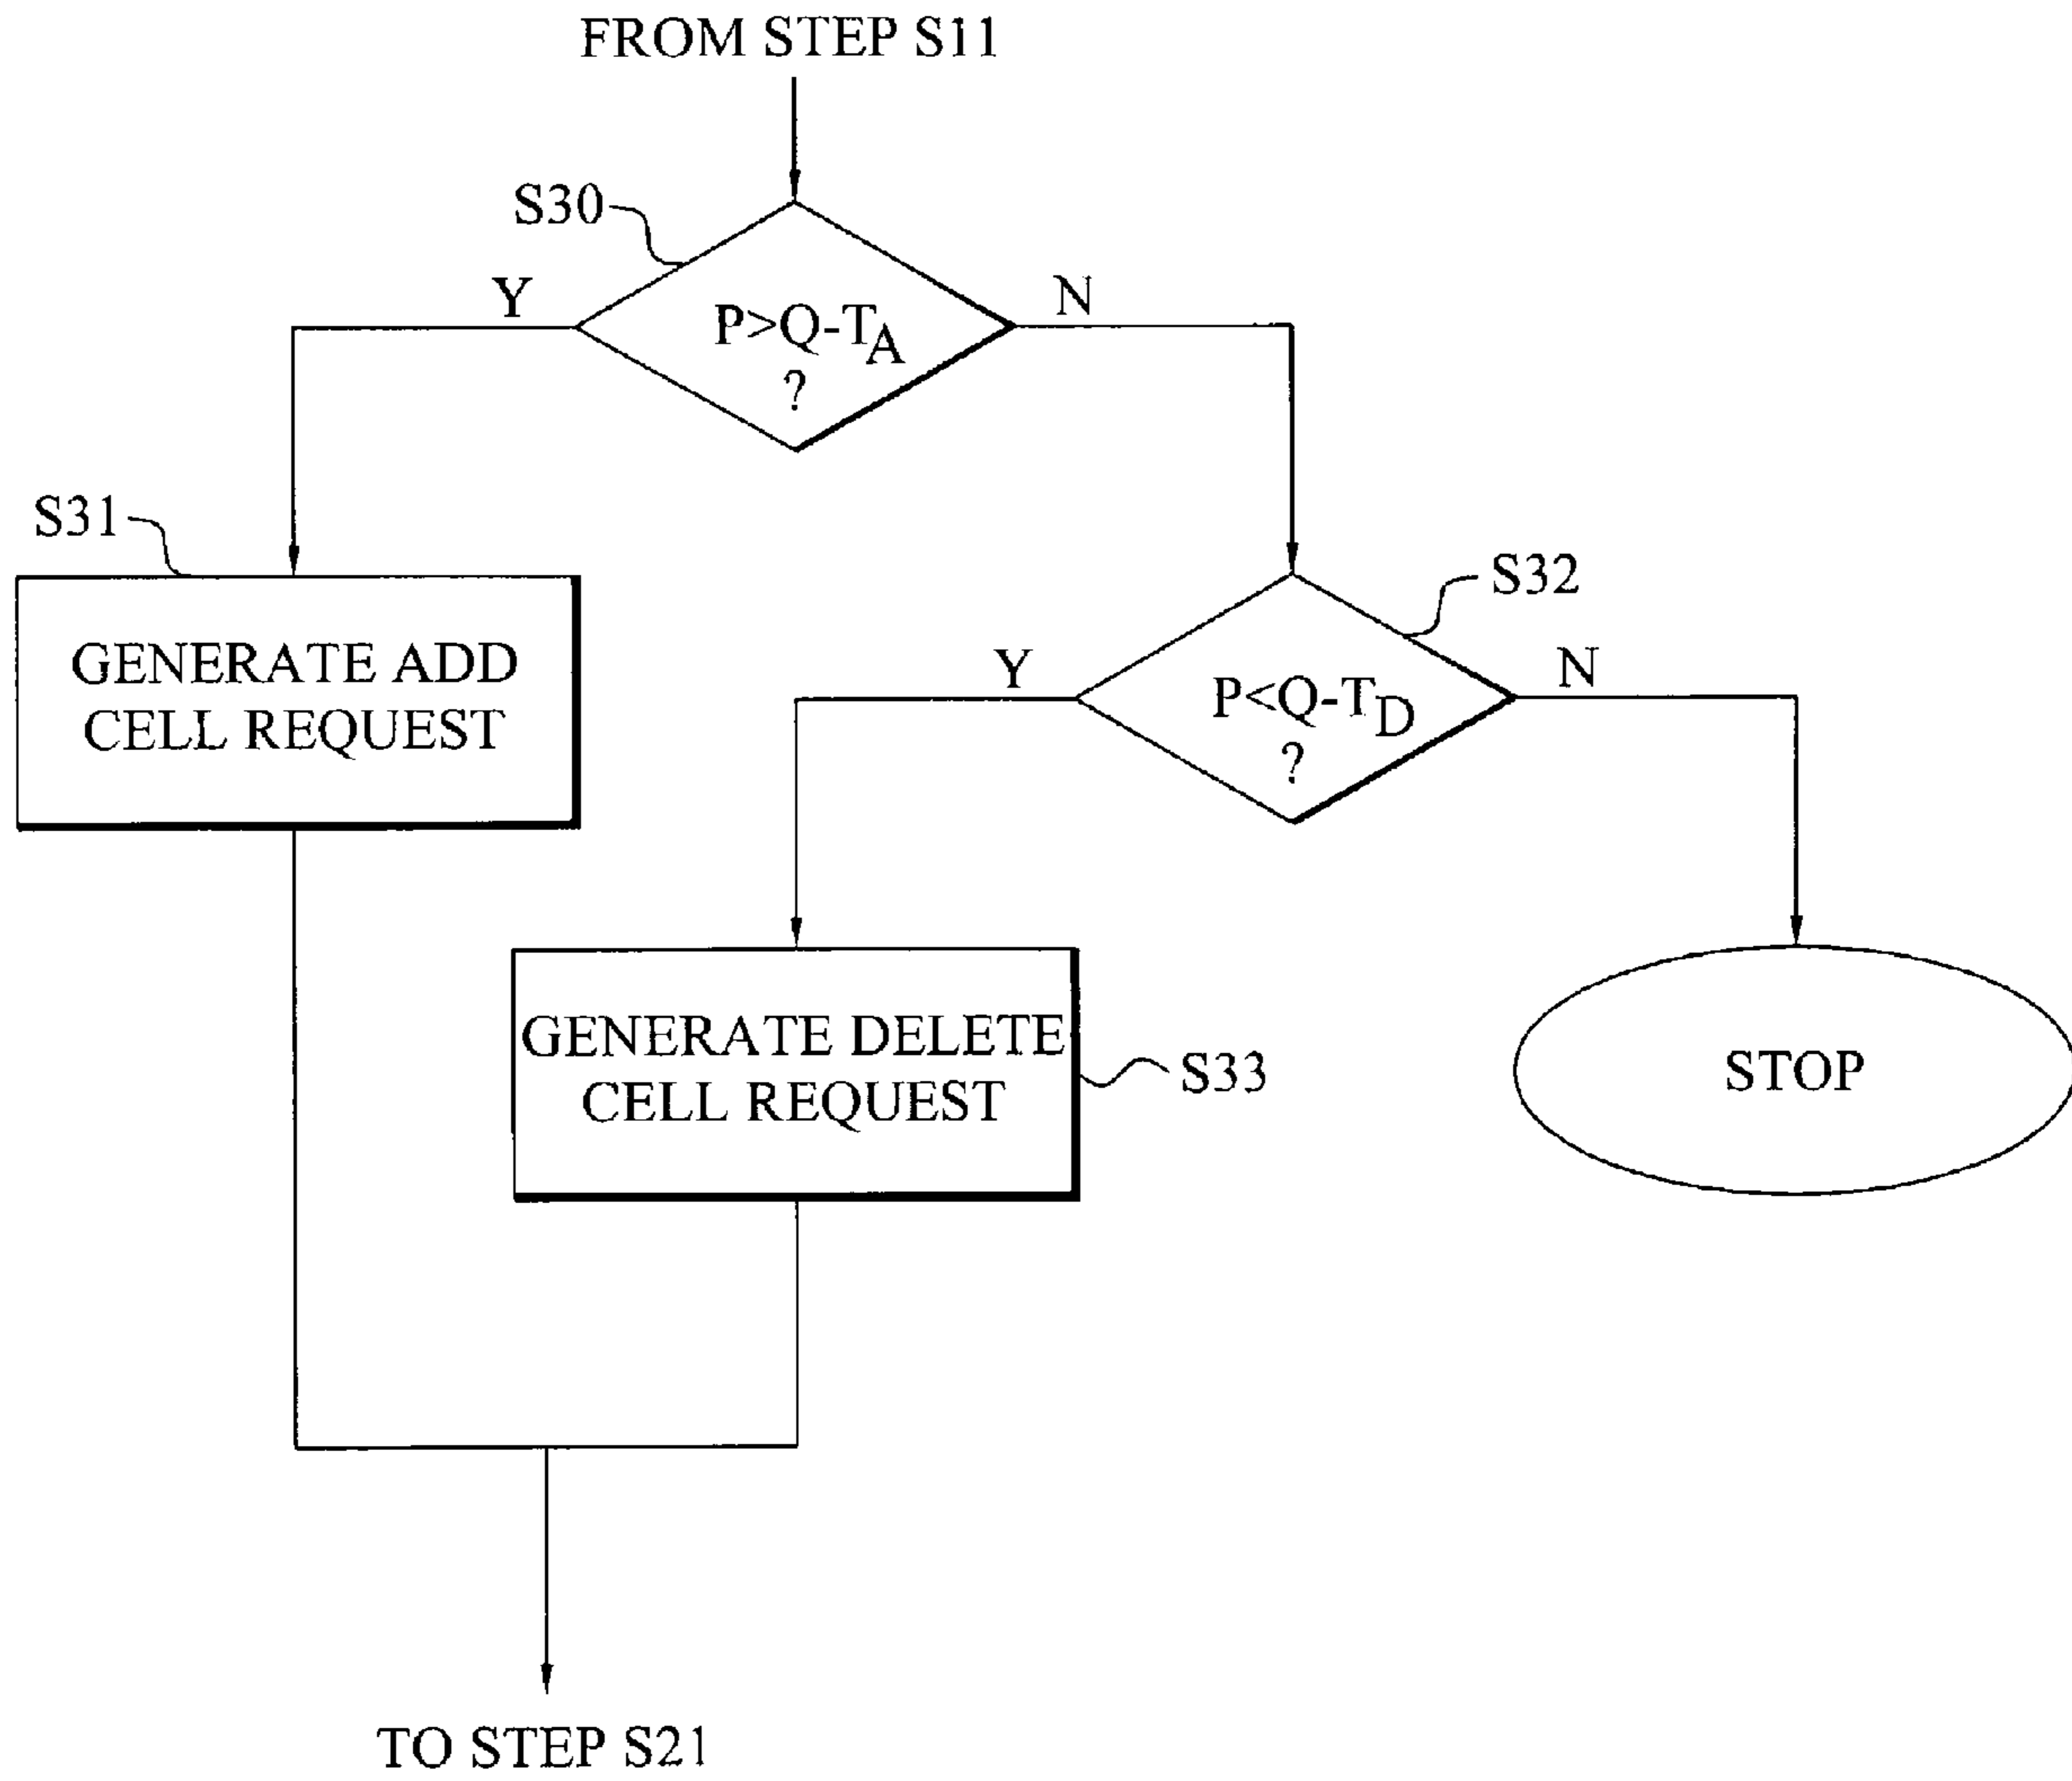 FROM STEP S11
S30
Y
N
P>Q-TA
?
S31
GENERATE ADD
CELL REQUEST
S32
Y
N
P<Q-TD
?
GENERATE DELETE
CELL REQUEST
S33
STOP
TO STEP S21